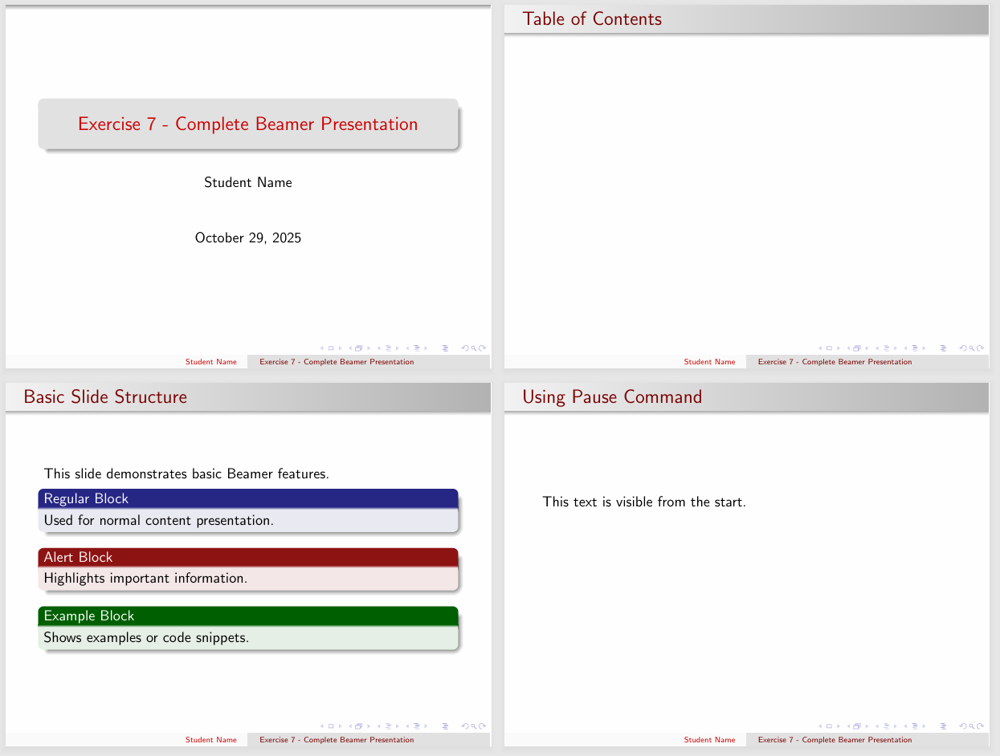 Exercise 7 - Complete Beamer Presentation
Student Name
October 29, 2025
Student Name
Exercise 7 - Complete Beamer Presentation
Table of Contents
Student Name
Exercise 7 - Complete Beamer Presentation
Basic Slide Structure
This slide demonstrates basic Beamer features.
Regular Block
Used for normal content presentation.
Alert Block
Highlights important information.
Example Block
Shows examples or code snippets.
Student Name
Exercise 7 - Complete Beamer Presentation
Using Pause Command
This text is visible from the start.
Student Name
Exercise 7 - Complete Beamer Presentation